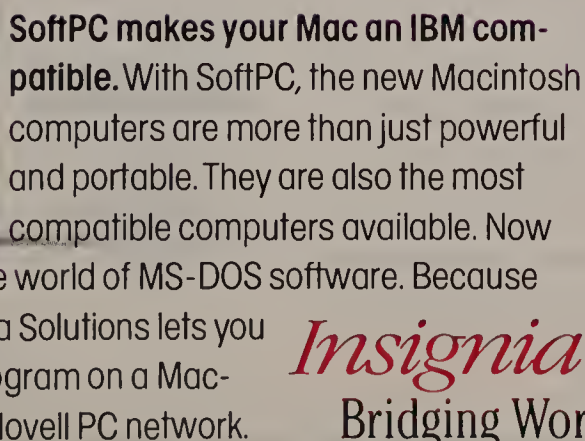 SoftPC makes your Mac an IBM com-
patible. With SoftPC, the new Macintosh
computers are more than just powerful
and portable. They are also the most
compatible computers available. Now
world of MS-DOS software. Because
Solutions lets you
on a Mac-
PC network.
Insignia
Bridging